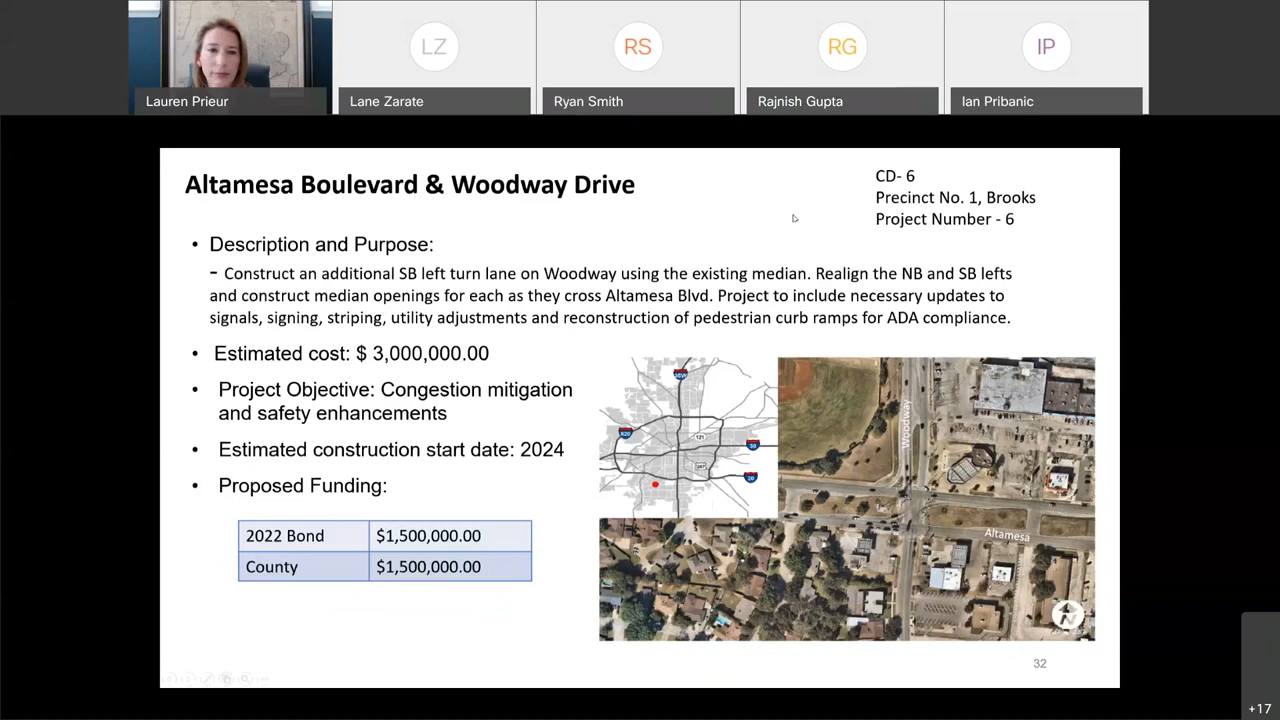 LZ
RS
RG
IP
Lauren Prieur
Lane Zarate
Ryan Smith
Rajnish Gupta
Ian Pribanic
Altamesa Boulevard & Woodway Drive
CD- 6
Precinct No. 1, Brooks
Project Number - 6
• Description and Purpose:
- Construct an additional SB left turn lane on Woodway using the existing median. Realign the NB and SB lefts
and construct median openings for each as they cross Altamesa Blvd. Project to include necessary updates to
signals, signing, striping, utility adjustments and reconstruction of pedestrian curb ramps for ADA compliance.
• Estimated cost: $ 3,000,000.00
• Project Objective: Congestion mitigation
and safety enhancements
• Estimated construction start date: 2024
• Proposed Funding:
2022 Bond $1,500,000.00
County $1,500,000.00
35W
820
121
30
287
20
Woodway
Altamesa
N
32
+17